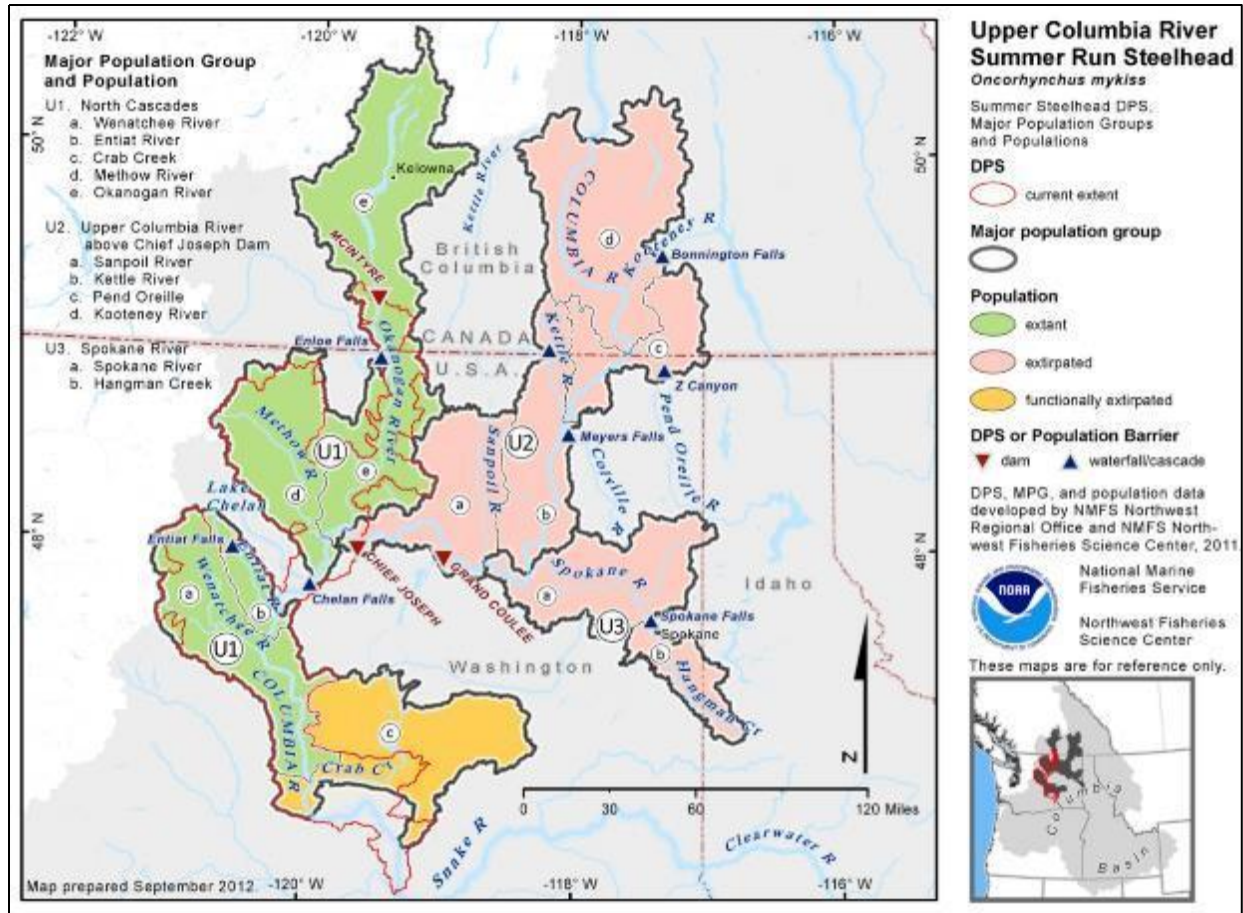 -122° W
-120° W
-118° W
-116° W
50° N
48° N
50° N
48° N
Major Population Group
and Population
U1. North Cascades
a. Wenatchee River
b. Entiat River
c. Crab Creek
d. Methow River
e. Okanogan River
U2. Upper Columbia River
above Chief Joseph Dam
a. Sanpoil River
b. Kettle River
c. Pend Oreille
d. Kooteney River
U3. Spokane River
a. Spokane River
b. Hangman Creek
Kelowna
e
MCINTYRE
Kettle River
British
Columbia
COLUMBIA R
d
Kooteney R
Bonnington Falls
Enloe Falls
Okanogan River
CANADA
U.S.A.
Kettle R
c
Z Canyon
Methow R
U1
e
d
Sanpoil R
U2
a
b
Meyers Falls
Colville R
Pend Oreille R
Lake
Chelan
Entiat Falls
Entiat R
Wenatchee R
a
b
U1
Chelan Falls
CHIEF JOSEPH
GRAND COULEE
Spokane R
a
U3
Spokane Falls
Spokane
b
Hangman Cr
Idaho
Washington
COLUMBIA R
c
Crab Cr
Snake R
Clearwater R
N
0 30 60 120 Miles
Map prepared September 2012.
-120° W
-118° W
-116° W
Upper Columbia River
Summer Run Steelhead
Oncorhynchus mykiss
Summer Steelhead DPS,
Major Population Groups
and Populations
DPS
current extent
Major population group
Population
extant
extirpated
functionally extirpated
DPS or Population Barrier
dam waterfall/cascade
DPS, MPG, and population data
developed by NMFS Northwest
Regional Office and NMFS North-
west Fisheries Science Center, 2011
NOAA
National Marine
Fisheries Service
Northwest Fisheries
Science Center
These maps are for reference only.
Columbia
Basin